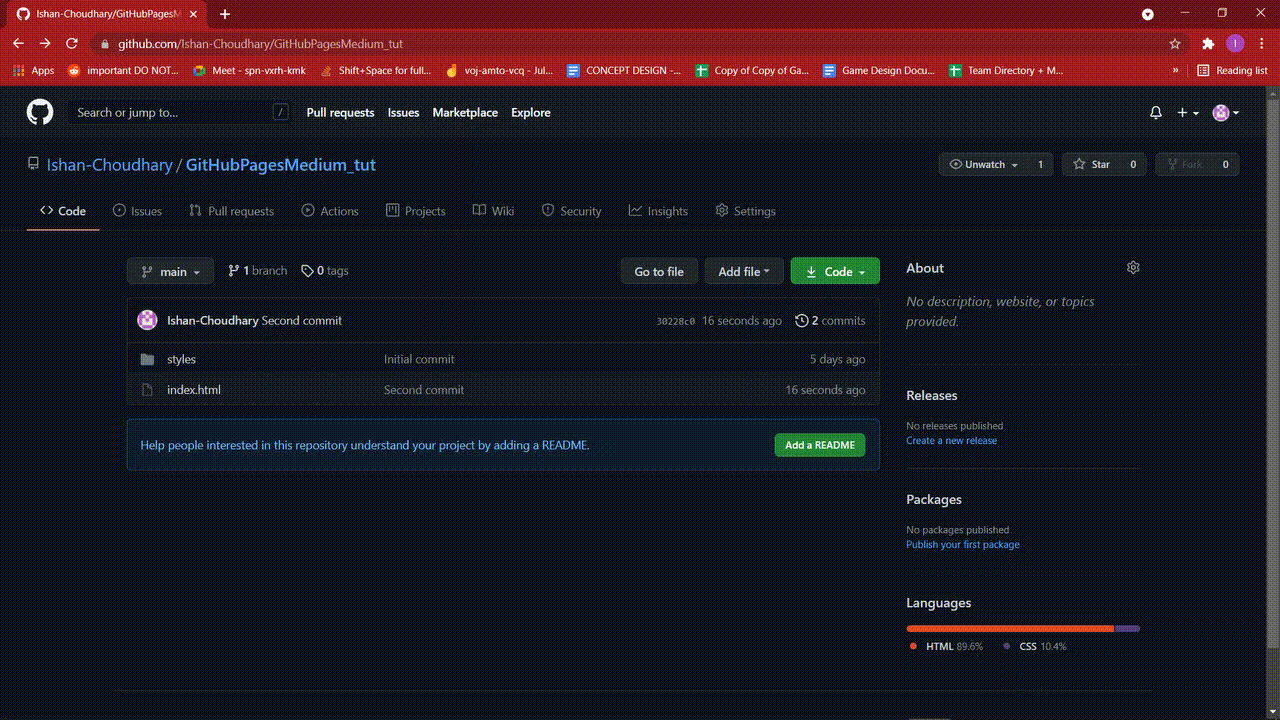 Ishan-Choudhary/GitHubPagesM
github.com/Ishan-Choudhary/GitHubPagesMedium_tut
Apps important DO NOT... Meet - spn-vxrh-kmk Shift+Space for full... voj-amto-vcq - Jul... CONCEPT DESIGN -... Copy of Copy of Ga... Game Design Docu... Team Directory + M... » Reading list
Search or jump to... / Pull requests Issues Marketplace Explore
Ishan-Choudhary / GitHubPagesMedium_tut Unwatch 1 Star 0 Fork 0
Code Issues Pull requests Actions Projects Wiki Security Insights Settings
main 1 branch 0 tags Go to file Add file Code
Ishan-Choudhary Second commit 30228c0 16 seconds ago 2 commits
styles Initial commit 5 days ago
index.html Second commit 16 seconds ago
Help people interested in this repository understand your project by adding a README. Add a README
About
No description, website, or topics
provided.
Releases
No releases published
Create a new release
Packages
No packages published
Publish your first package
Languages
HTML 89.6% CSS 10.4%